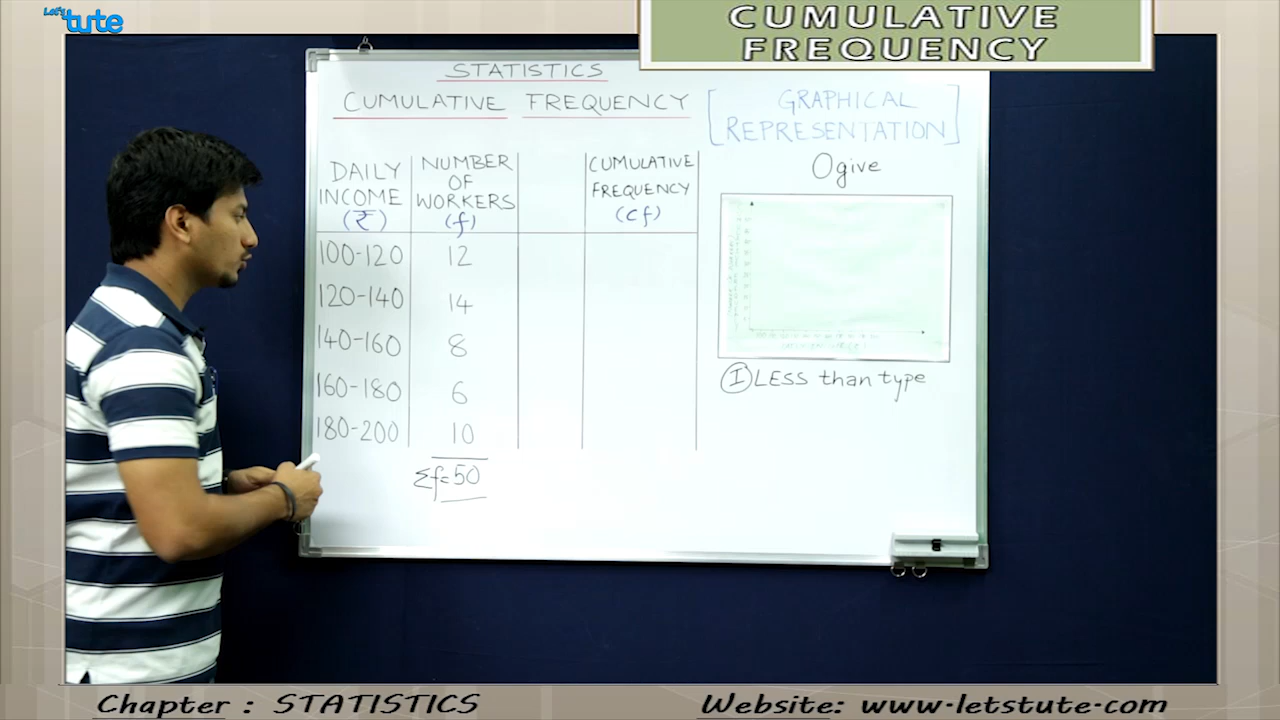 Let's
tute
CUMULATIVE
FREQUENCY
STATISTICS
CUMULATIVE FREQUENCY
[GRAPHICAL
REPRESENTATION]
Ogive
DAILY
INCOME
(₹)
NUMBER
OF
WORKERS
(f)
CUMULATIVE
FREQUENCY
(cf)
100-120 12
120-140 14
140-160 8
160-180 6
180-200 10
Σf=50
I LESS than type
Chapter : STATISTICS
Website: www-letstute-com